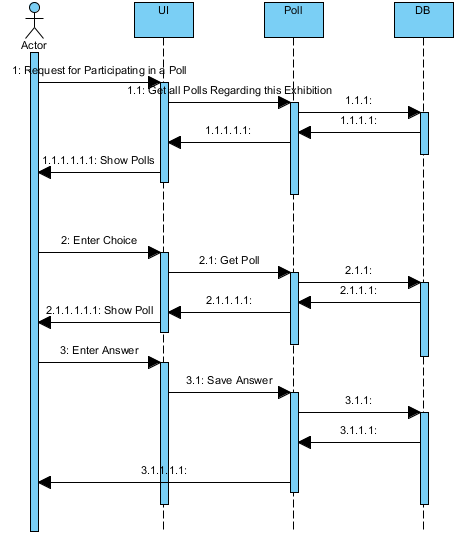 UI
Poll
DB
Actor
1: Request for Participating in a Poll
1.1: Get all Polls Regarding this Exhibition
1.1.1:
1.1.1.1:
1.1.1.1.1:
1.1.1.1.1.1: Show Polls
2: Enter Choice
2.1: Get Poll
2.1.1:
2.1.1.1:
2.1.1.1.1:
2.1.1.1.1.1: Show Poll
3: Enter Answer
3.1: Save Answer
3.1.1:
3.1.1.1:
3.1.1.1.1: